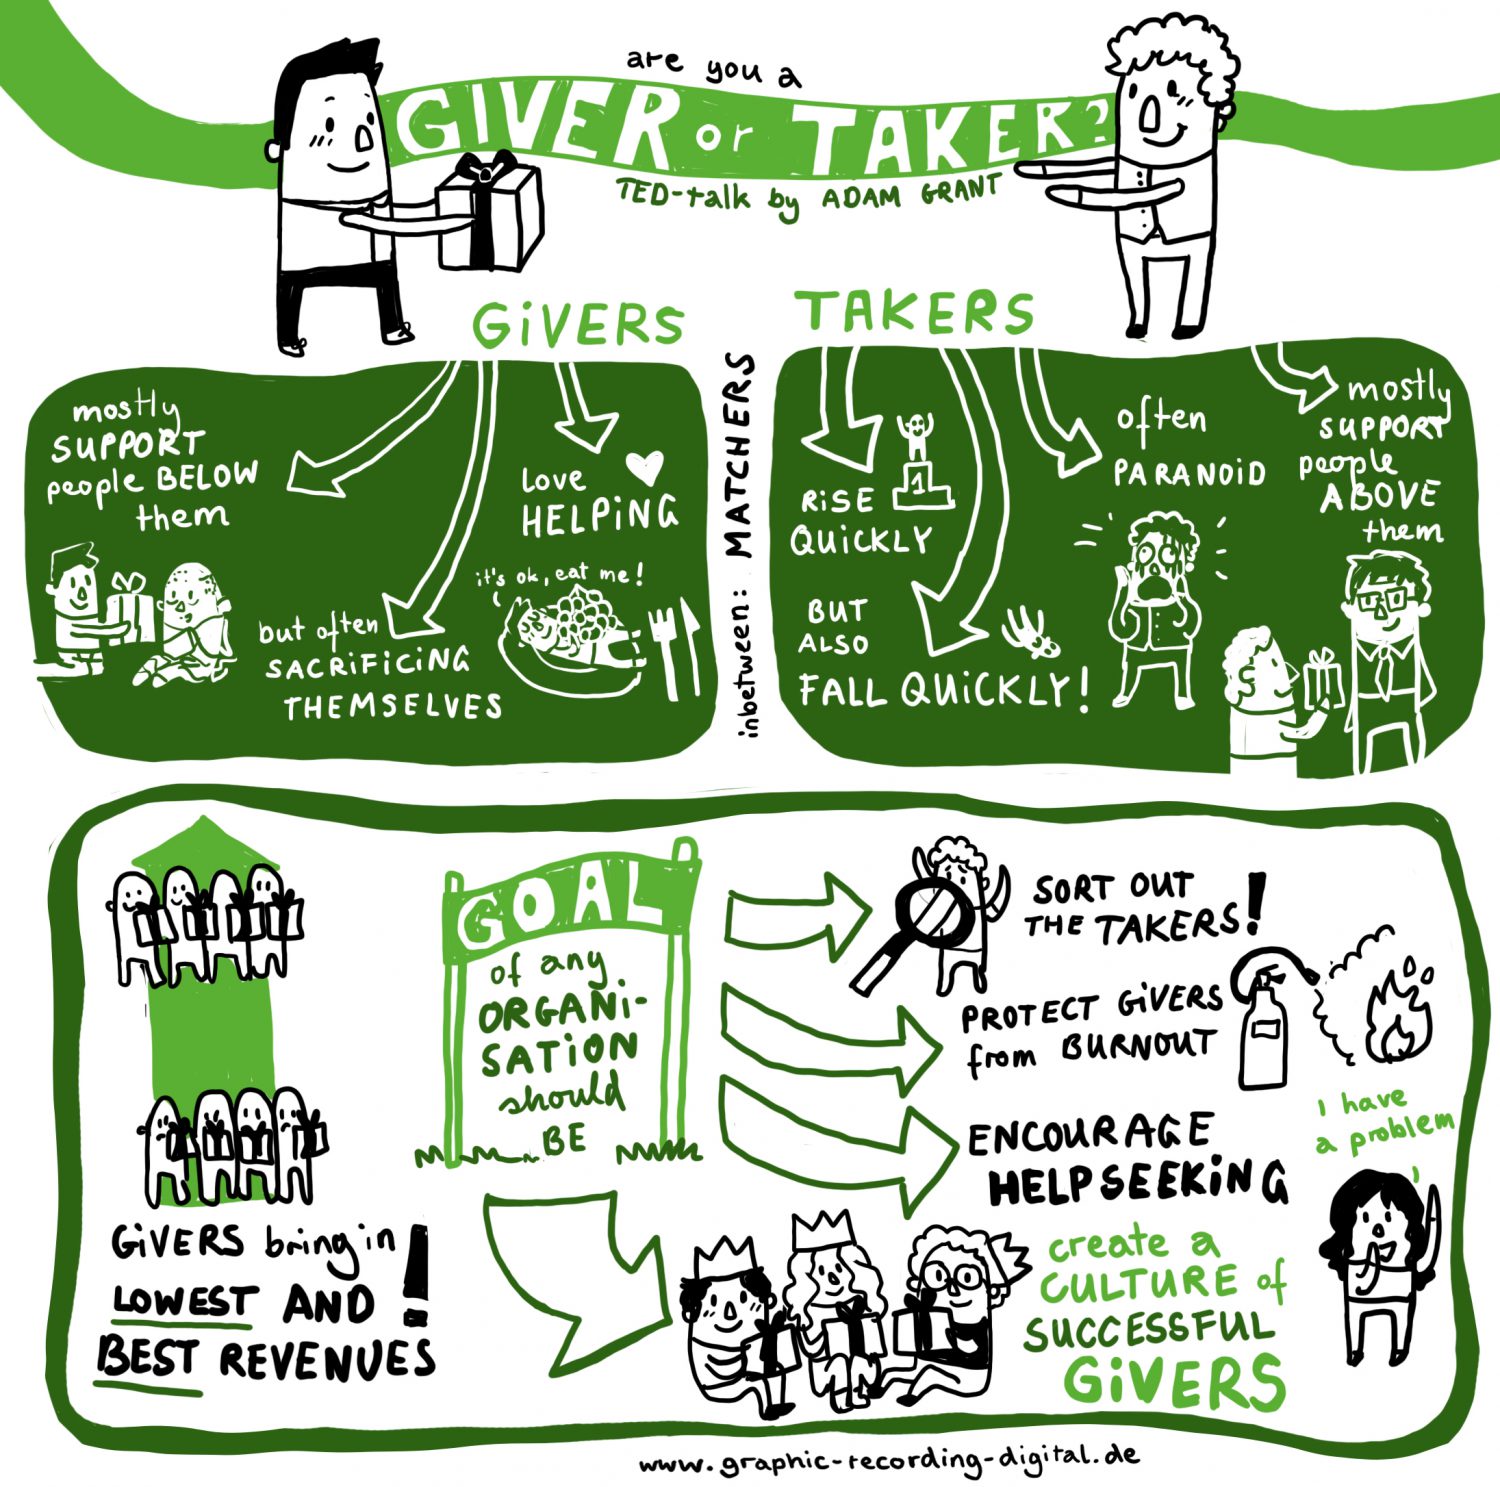 are you a
GIVER or TAKER?
TED-talk by ADAM GRANT
GIVERS
mostly
SUPPORT
people BELOW
them
but often
SACRIFICING
THEMSELVES
LOVE
HELPING
it's ok, eat me!
inbetween: MATCHERS
TAKERS
RISE
QUICKLY
1
BUT
ALSO
FALL QUICKLY!
often
PARANOID
mostly
SUPPORT
people
ABOVE
them
GIVERS bring in
LOWEST AND
BEST REVENUES!
GOAL
of any
ORGANI-
SATION
should
BE
SORT OUT
THE TAKERS!
PROTECT GIVERS
from BURNOUT
ENCOURAGE
HELPSEEKING
I have
a problem
create a
CULTURE of
SUCCESSFUL
GIVERS
www.graphic-recording-digital.de